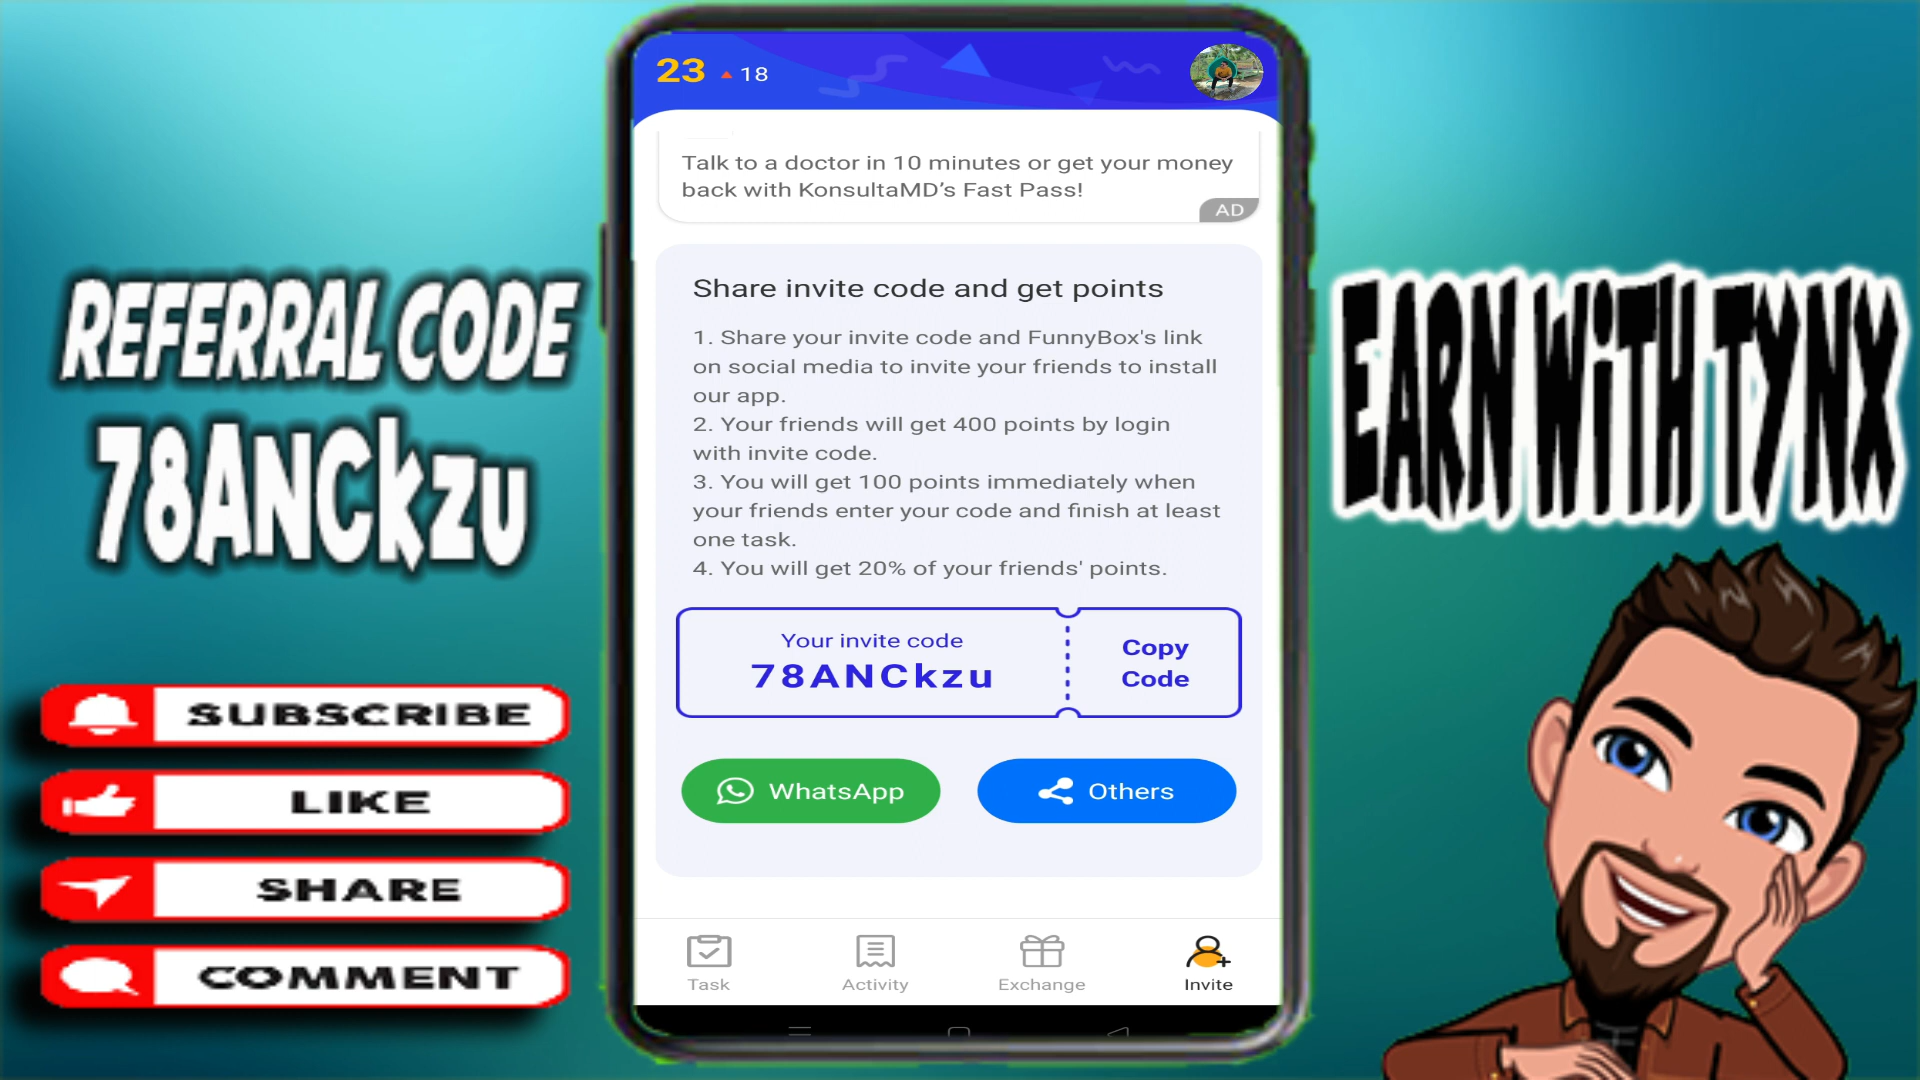 23 18
Talk to a doctor in 10 minutes or get your money
back with KonsultaMD’s Fast Pass!
AD
Share invite code and get points
1. Share your invite code and FunnyBox's link
on social media to invite your friends to install
our app.
2. Your friends will get 400 points by login
with invite code.
3. You will get 100 points immediately when
your friends enter your code and finish at least
one task.
4. You will get 20% of your friends' points.
Your invite code
78ANCkzu
Copy
Code
WhatsApp
Others
Task
Activity
Exchange
Invite
REFERRAL CODE
78ANCkzu
SUBSCRIBE
LIKE
SHARE
COMMENT
EARN WiTH TYNX